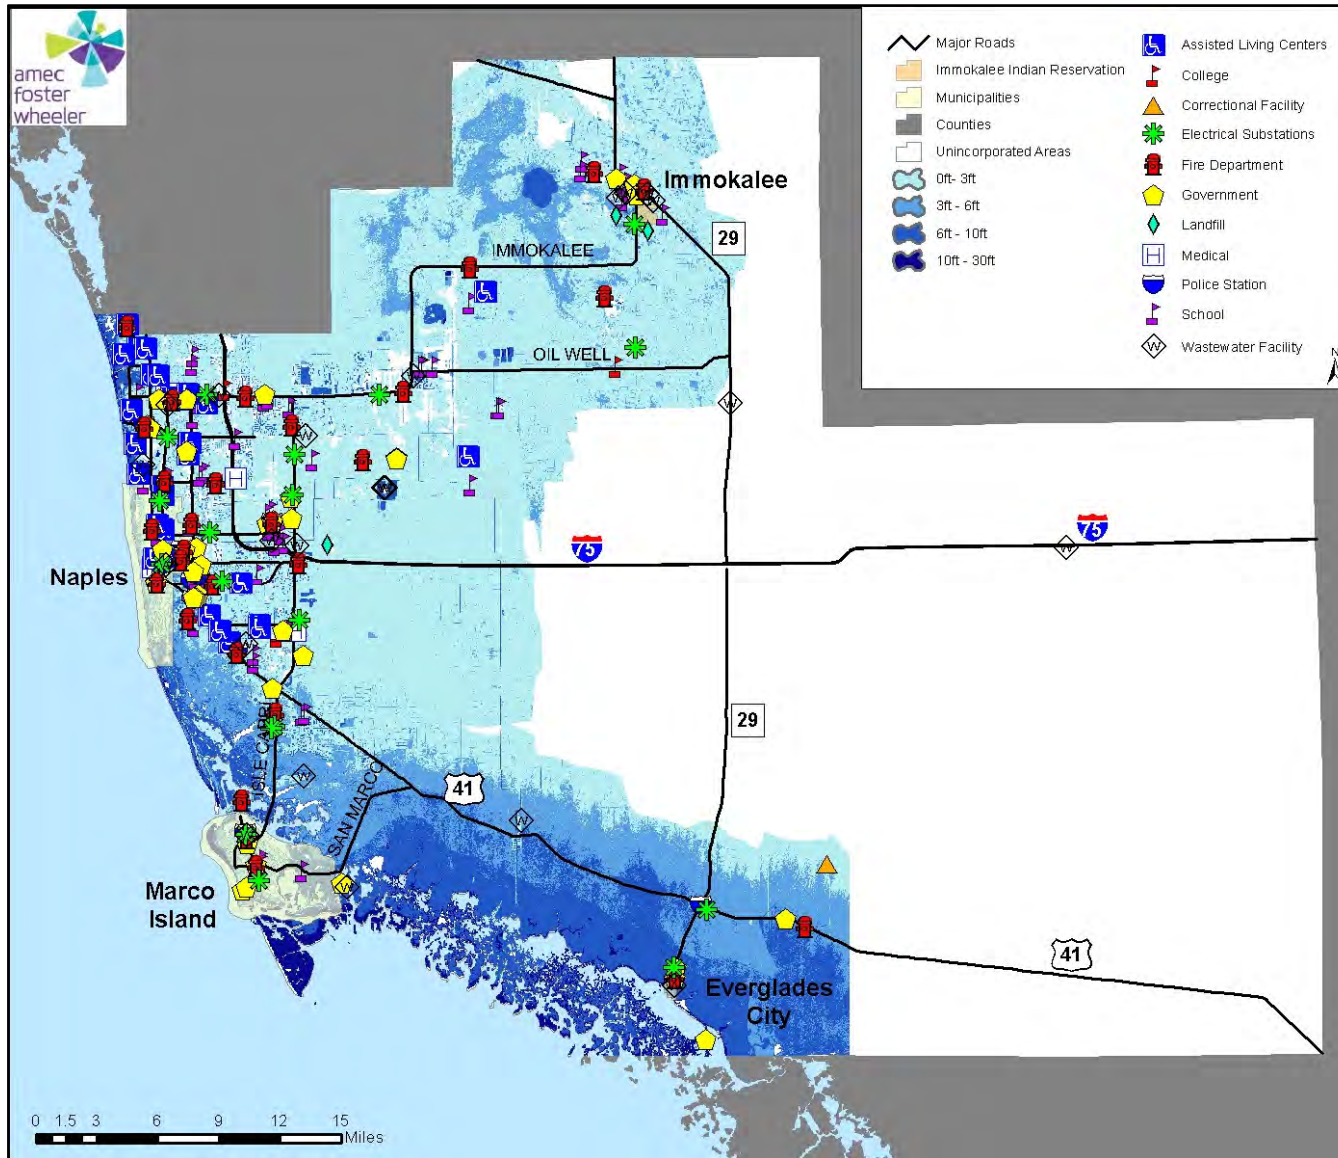 amec
foster
wheeler
Major Roads
Immokalee Indian Reservation
Municipalities
Counties
Unincorporated Areas
0ft- 3ft
3ft - 6ft
6ft - 10ft
10ft - 30ft
Assisted Living Centers
College
Correctional Facility
Electrical Substations
Fire Department
Government
Landfill
H Medical
Police Station
School
W Wastewater Facility
N
Immokalee
29
IMMOKALEE
OIL WELL
75
75
Naples
29
ISLE CAPRI
SAN MARCO
41
Marco
Island
41
Everglades
City
0 1.5 3 6 9 12 15
Miles